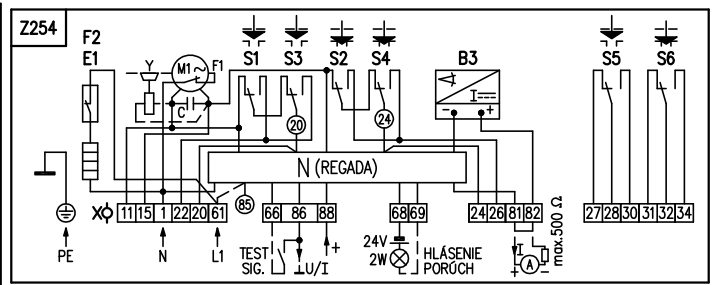 Z254
F2
E1
Y
M1~
F1
C
S1
S3
S2
S4
B3
I
- +
S5
S6
20
24
N (REGADA)
85
X
11 15 1 22 20 61
66 86 88
68 69
24 26 81 82
27 28 30 31 32 34
PE
N
L1
TEST
SIG.
U/I
+
24V
2W
HLÁSENIE
PORÚCH
I
A
+ -
max.500 Ω